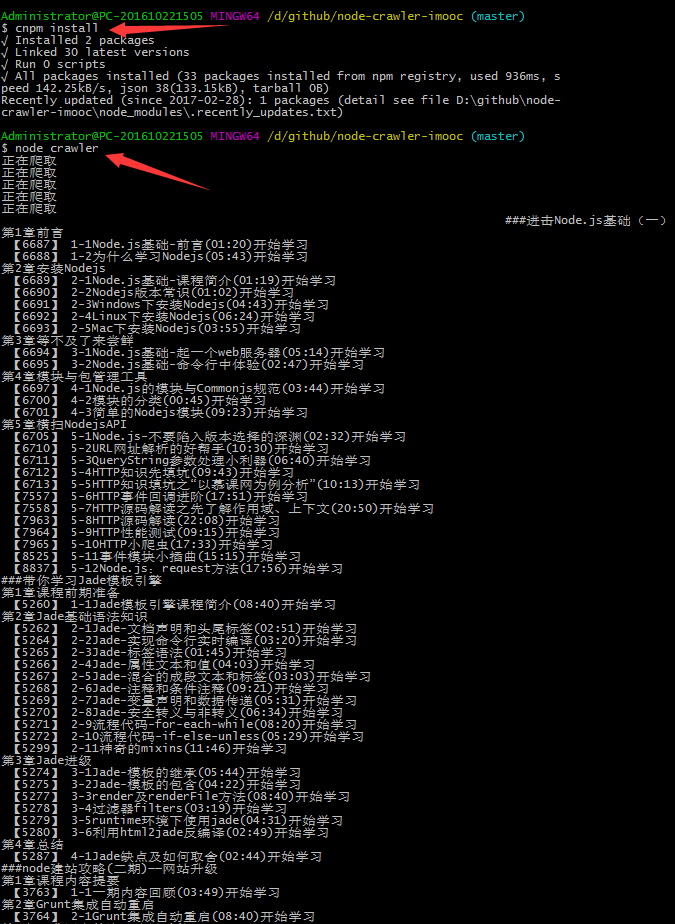 Administrator@PC-201610221505 MINGW64 /d/github/node-crawler-imooc (master)
$ cnpm install
√ Installed 2 packages
√ Linked 30 latest versions
√ Run 0 scripts
√ All packages installed (33 packages installed from npm registry, used 936ms, s
peed 142.25kB/s, json 38(133.15kB), tarball 0B)
Recently updated (since 2017-02-28): 1 packages (detail see file D:\github\node-
crawler-imooc\node_modules\.recently_updates.txt)
Administrator@PC-201610221505 MINGW64 /d/github/node-crawler-imooc (master)
$ node crawler
正在爬取
正在爬取
正在爬取
正在爬取
正在爬取
###进击Node.js基础（一）
第1章前言
【6687】 1-1Node.js基础-前言(01:20)开始学习
【6688】 1-2为什么学习Nodejs(05:43)开始学习
第2章安装Nodejs
【6689】 2-1Node.js基础-课程简介(01:19)开始学习
【6690】 2-2Nodejs版本常识(01:02)开始学习
【6691】 2-3Windows下安装Nodejs(04:43)开始学习
【6692】 2-4Linux下安装Nodejs(06:24)开始学习
【6693】 2-5Mac下安装Nodejs(03:55)开始学习
第3章等不及了来尝鲜
【6694】 3-1Node.js基础-起一个web服务器(05:14)开始学习
【6695】 3-2Node.js基础-命令行中体验(02:47)开始学习
第4章模块与包管理工具
【6697】 4-1Node.js的模块与Commonjs规范(03:44)开始学习
【6700】 4-2模块的分类(00:45)开始学习
【6701】 4-3简单的Nodejs模块(09:23)开始学习
第5章横扫NodejsAPI
【6705】 5-1Node.js-不要陷入版本选择的深渊(02:32)开始学习
【6710】 5-2URL网址解析的好帮手(10:30)开始学习
【6711】 5-3QueryString参数处理小利器(06:40)开始学习
【6712】 5-4HTTP知识先填坑(09:43)开始学习
【6713】 5-5HTTP知识填坑之“以慕课网为例分析”(10:13)开始学习
【7557】 5-6HTTP事件回调进阶(17:51)开始学习
【7558】 5-7HTTP源码解读之先了解作用域、上下文(20:50)开始学习
【7963】 5-8HTTP源码解读(22:08)开始学习
【7964】 5-9HTTP性能测试(09:15)开始学习
【7965】 5-10HTTP小爬虫(17:33)开始学习
【8525】 5-11事件模块小插曲(15:15)开始学习
【8837】 5-12Node.js：request方法(17:56)开始学习
###带你学习Jade模板引擎
第1章课程前期准备
【5260】 1-1Jade模板引擎课程简介(08:40)开始学习
第2章Jade基础语法知识
【5262】 2-1Jade-文档声明和头尾标签(02:51)开始学习
【5264】 2-2Jade-实现命令行实时编译(03:20)开始学习
【5265】 2-3Jade-标签语法(01:45)开始学习
【5266】 2-4Jade-属性文本和值(04:03)开始学习
【5267】 2-5Jade-混合的成段文本和标签(03:03)开始学习
【5268】 2-6Jade-注释和条件注释(09:21)开始学习
【5269】 2-7Jade-变量声明和数据传递(05:31)开始学习
【5270】 2-8Jade-安全转义与非转义(06:34)开始学习
【5271】 2-9流程代码-for-each-while(08:20)开始学习
【5272】 2-10流程代码-if-else-unless(05:29)开始学习
【5299】 2-11神奇的mixins(11:46)开始学习
第3章Jade进级
【5274】 3-1Jade-模板的继承(05:44)开始学习
【5275】 3-2Jade-模板的包含(04:22)开始学习
【5277】 3-3render及renderFile方法(08:40)开始学习
【5278】 3-4过滤器filters(03:19)开始学习
【5279】 3-5runtime环境下使用jade(04:31)开始学习
【5280】 3-6利用html2jade反编译(02:49)开始学习
第4章总结
【5287】 4-1Jade缺点及如何取舍(02:44)开始学习
###node建站攻略(二期)——网站升级
第1章课程内容提要
【3763】 1-1一期内容回顾(03:49)开始学习
第2章Grunt集成自动重启
【3764】 2-1Grunt集成自动重启(08:40)开始学习